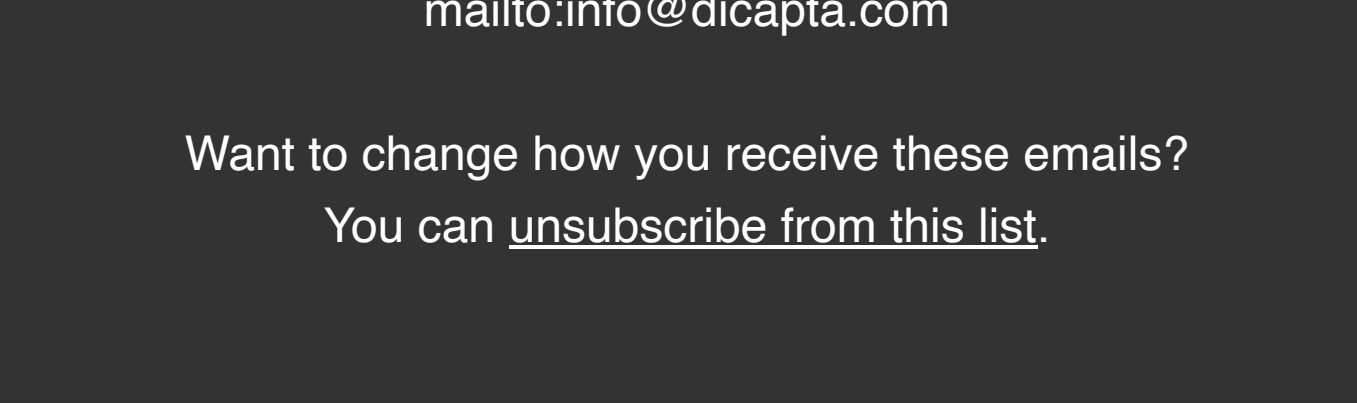 mailto:info@dicapta.com
Want to change how you receive these emails?
You can unsubscribe from this list.